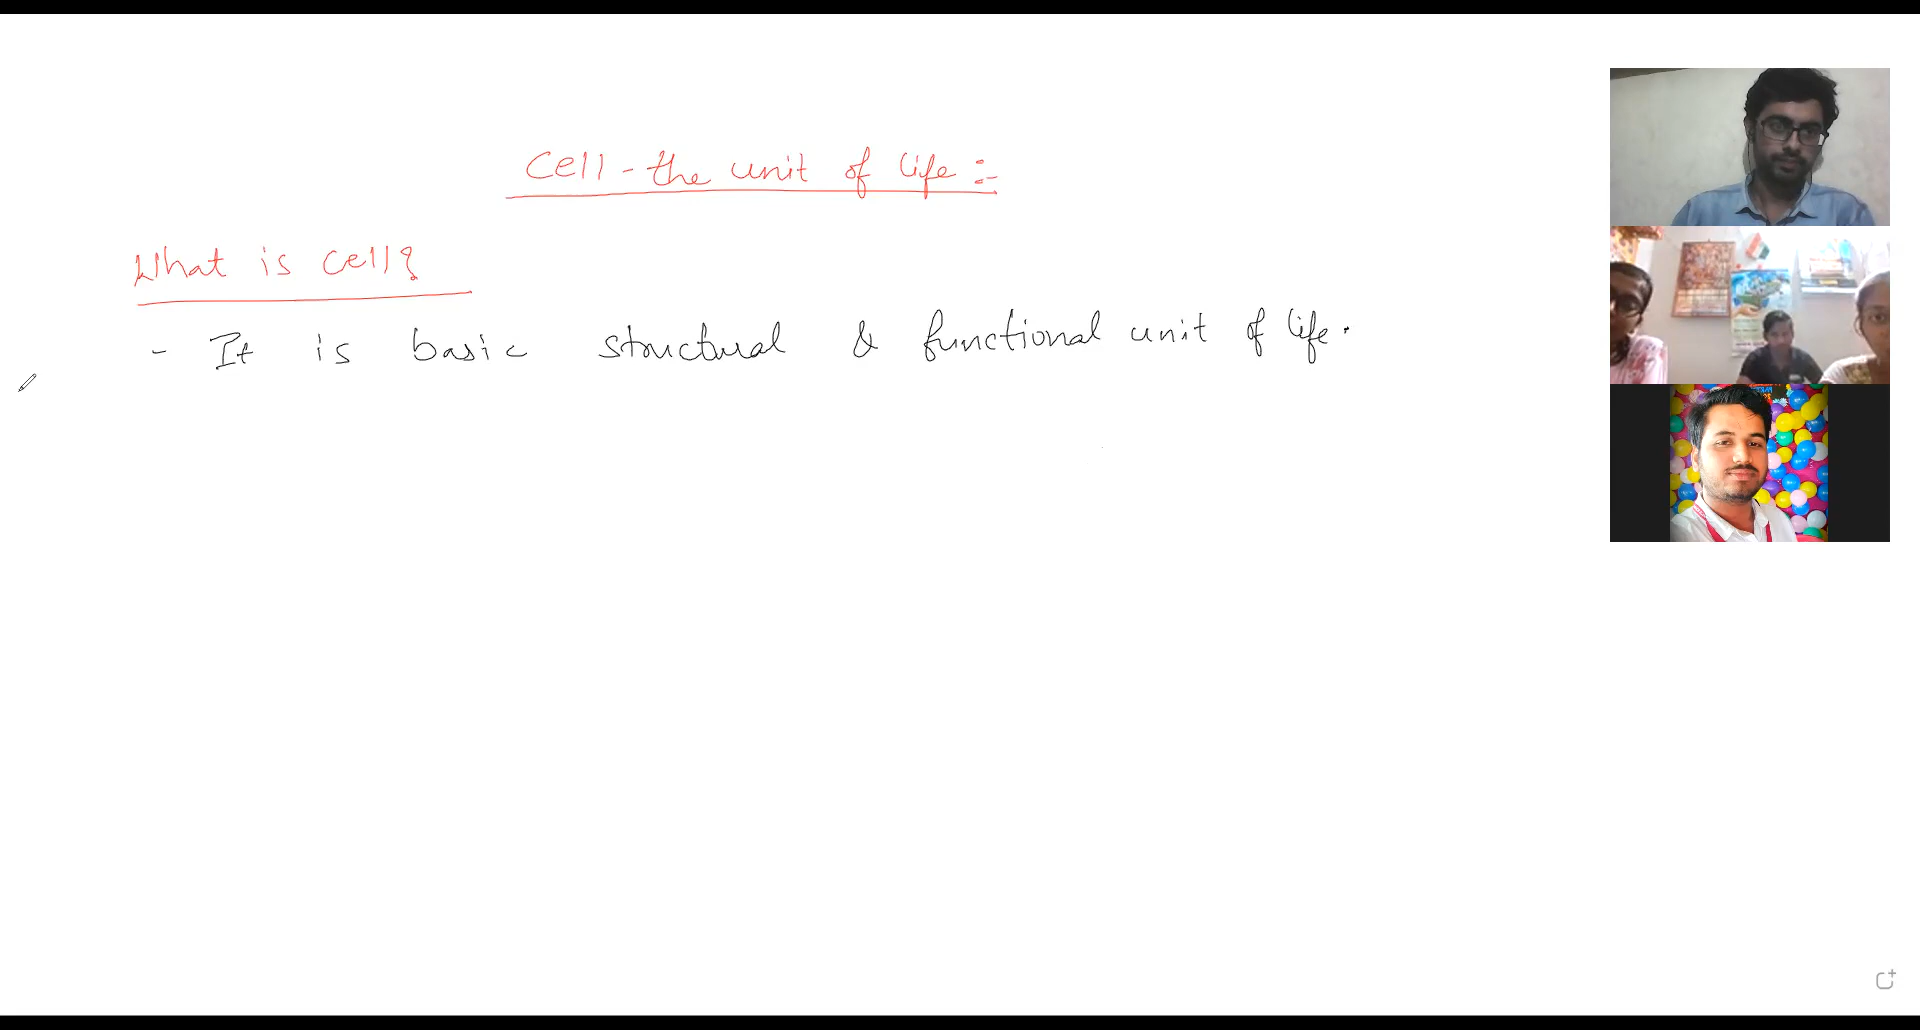 Cell - the unit of life :-
What is cell?
- It is basic structural & functional unit of life.